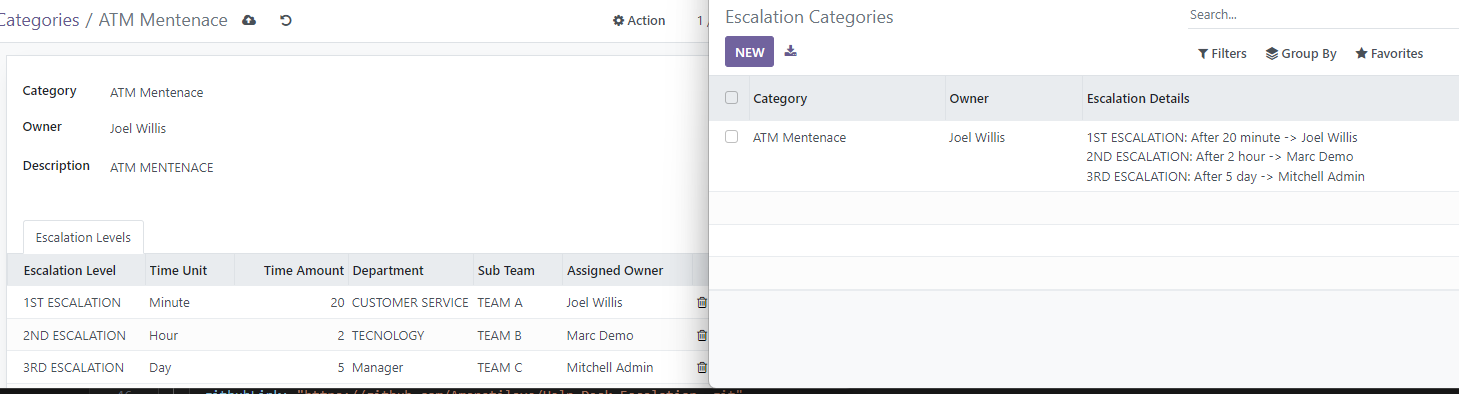 Categories / ATM Mentenace
Action
1 /
Category ATM Mentenace
Owner Joel Willis
Description ATM MENTENACE
Escalation Levels
Escalation Level Time Unit Time Amount Department Sub Team Assigned Owner
1ST ESCALATION Minute 20 CUSTOMER SERVICE TEAM A Joel Willis
2ND ESCALATION Hour 2 TECNOLOGY TEAM B Marc Demo
3RD ESCALATION Day 5 Manager TEAM C Mitchell Admin
Escalation Categories
Search...
NEW
Filters Group By Favorites
Category Owner Escalation Details
ATM Mentenace Joel Willis 1ST ESCALATION: After 20 minute -> Joel Willis
2ND ESCALATION: After 2 hour -> Marc Demo
3RD ESCALATION: After 5 day -> Mitchell Admin